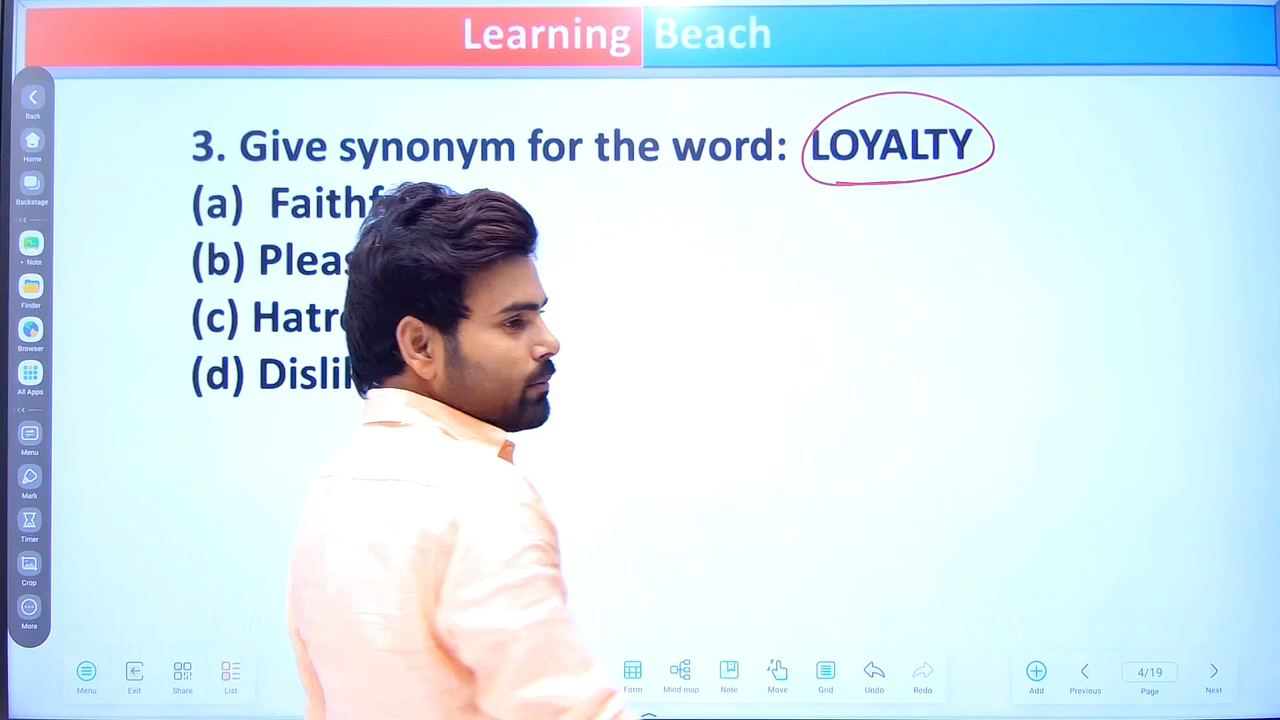 Learning Beach
3. Give synonym for the word: LOYALTY
(a)
(b)
(c)
(d)
Back
Home
Backstage
Note
Finder
Browser
All Apps
Menu
Mark
Timer
Crop
More
Menu Exit Share List Form Mind map Note Move Grid Undo Redo Add Previous 4/19 Page Next